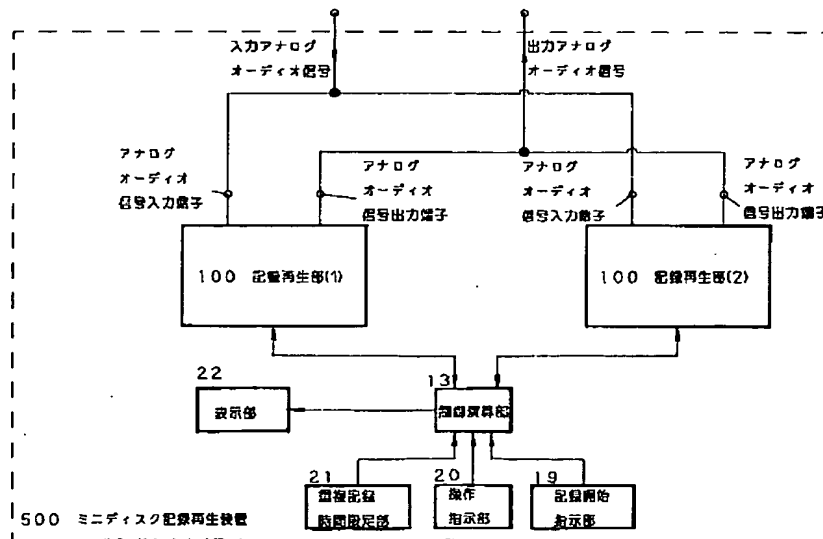 入力アナログ
オーディオ信号
出力アナログ
オーディオ信号
アナログ
オーディオ
信号入力端子
アナログ
オーディオ
信号出力端子
アナログ
オーディオ
信号入力端子
アナログ
オーディオ
信号出力端子
100 記録再生部(1)
100 記録再生部(2)
22
表示部
13
制御演算部
21
重複記録
時間設定部
20
操作
指示部
19
記録開始
指示部
500 ミニディスク記録再生装置